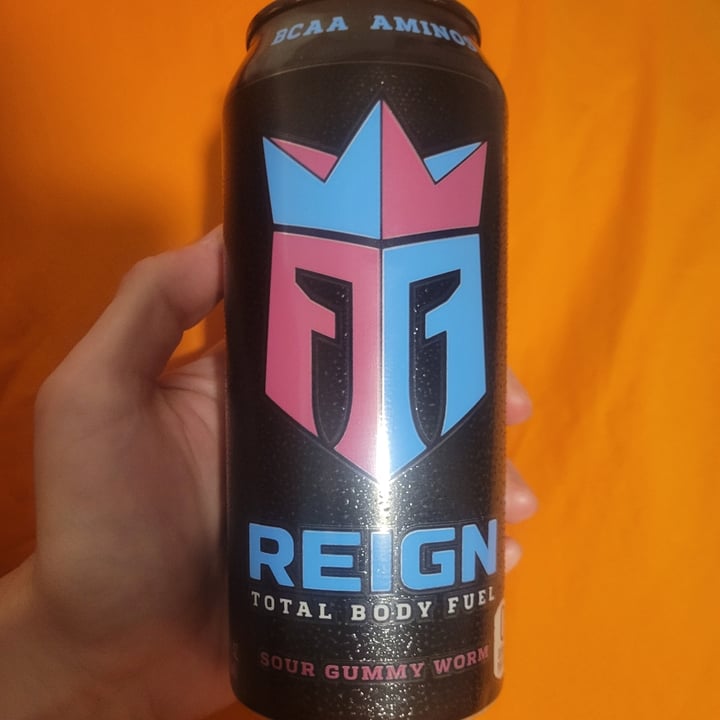 BCAA AMINOS
REIGN
TOTAL BODY FUEL
SOUR GUMMY WORM